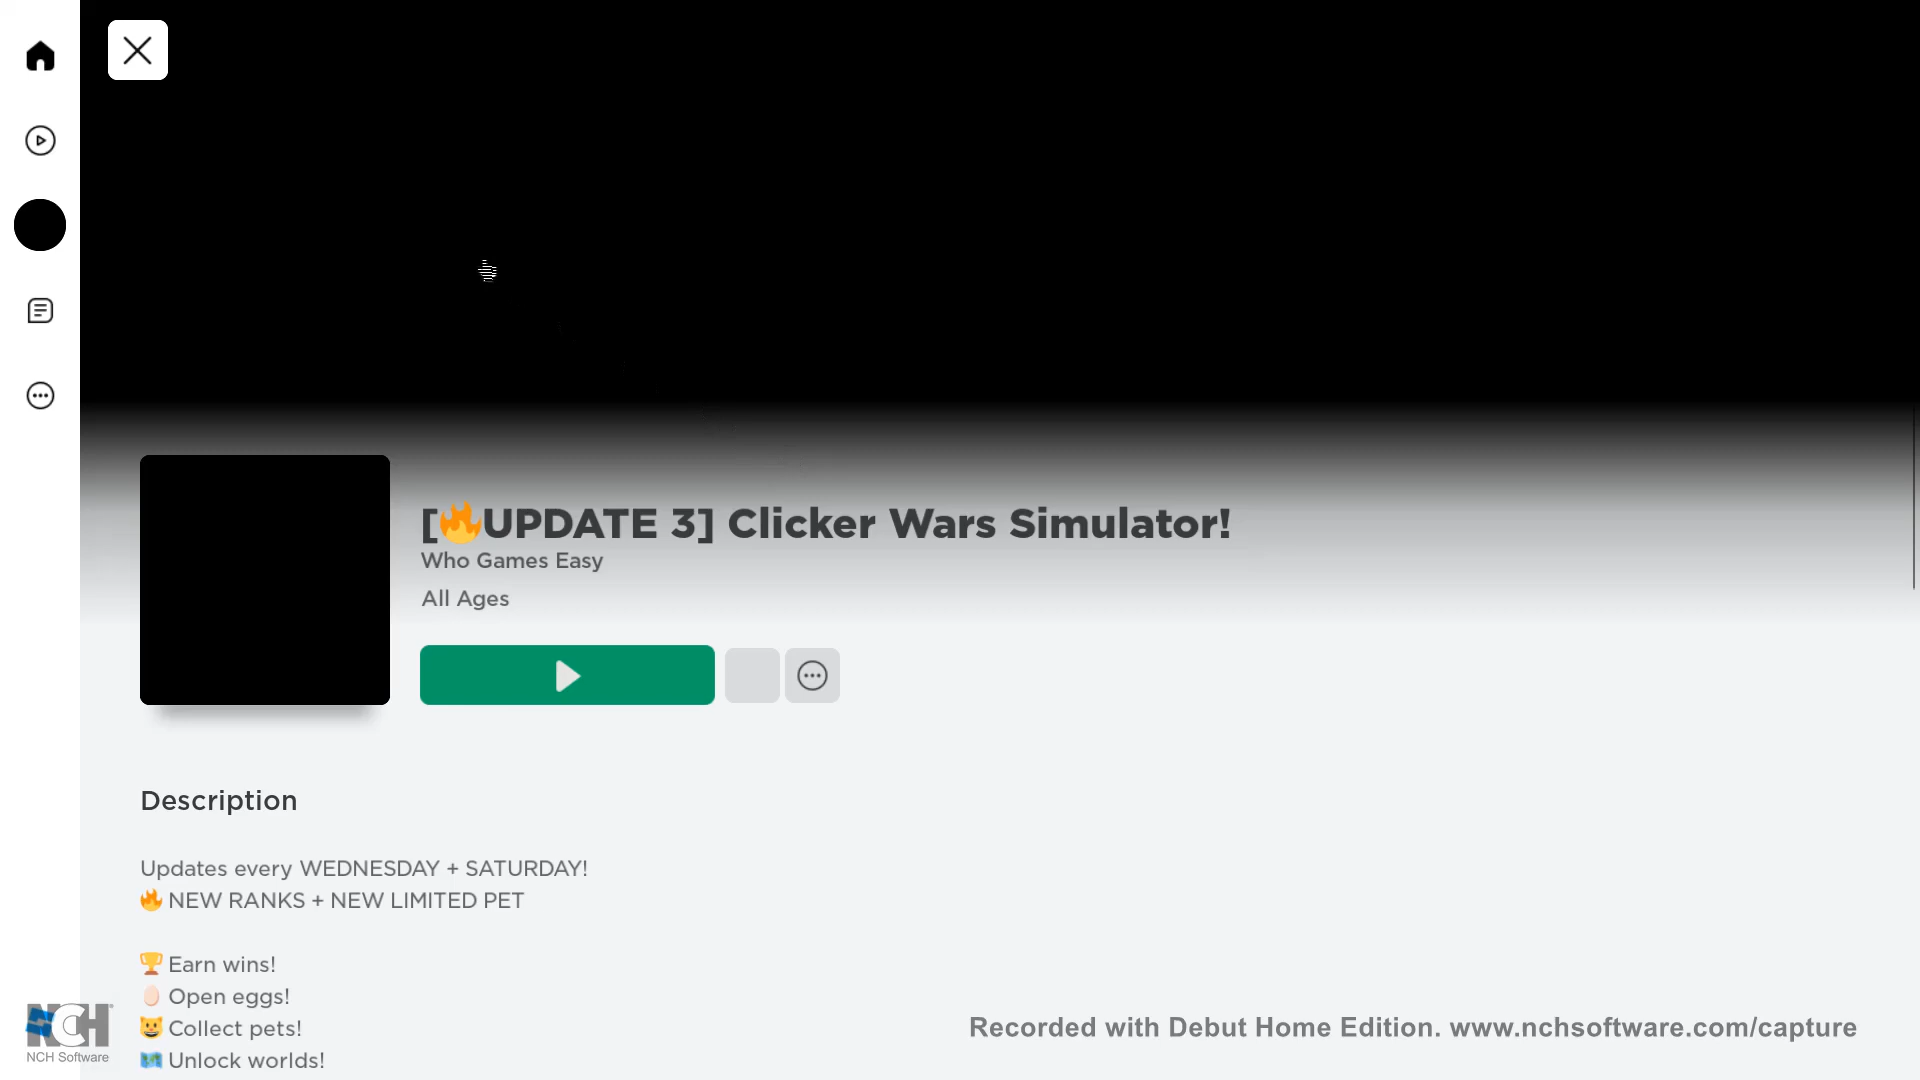 [🔥UPDATE 3] Clicker Wars Simulator!
Who Games Easy
All Ages
Description
Updates every WEDNESDAY + SATURDAY!
🔥 NEW RANKS + NEW LIMITED PET
🏆 Earn wins!
🥚 Open eggs!
😺 Collect pets!
🗺️ Unlock worlds!
NCH
NCH Software
Recorded with Debut Home Edition. www.nchsoftware.com/capture